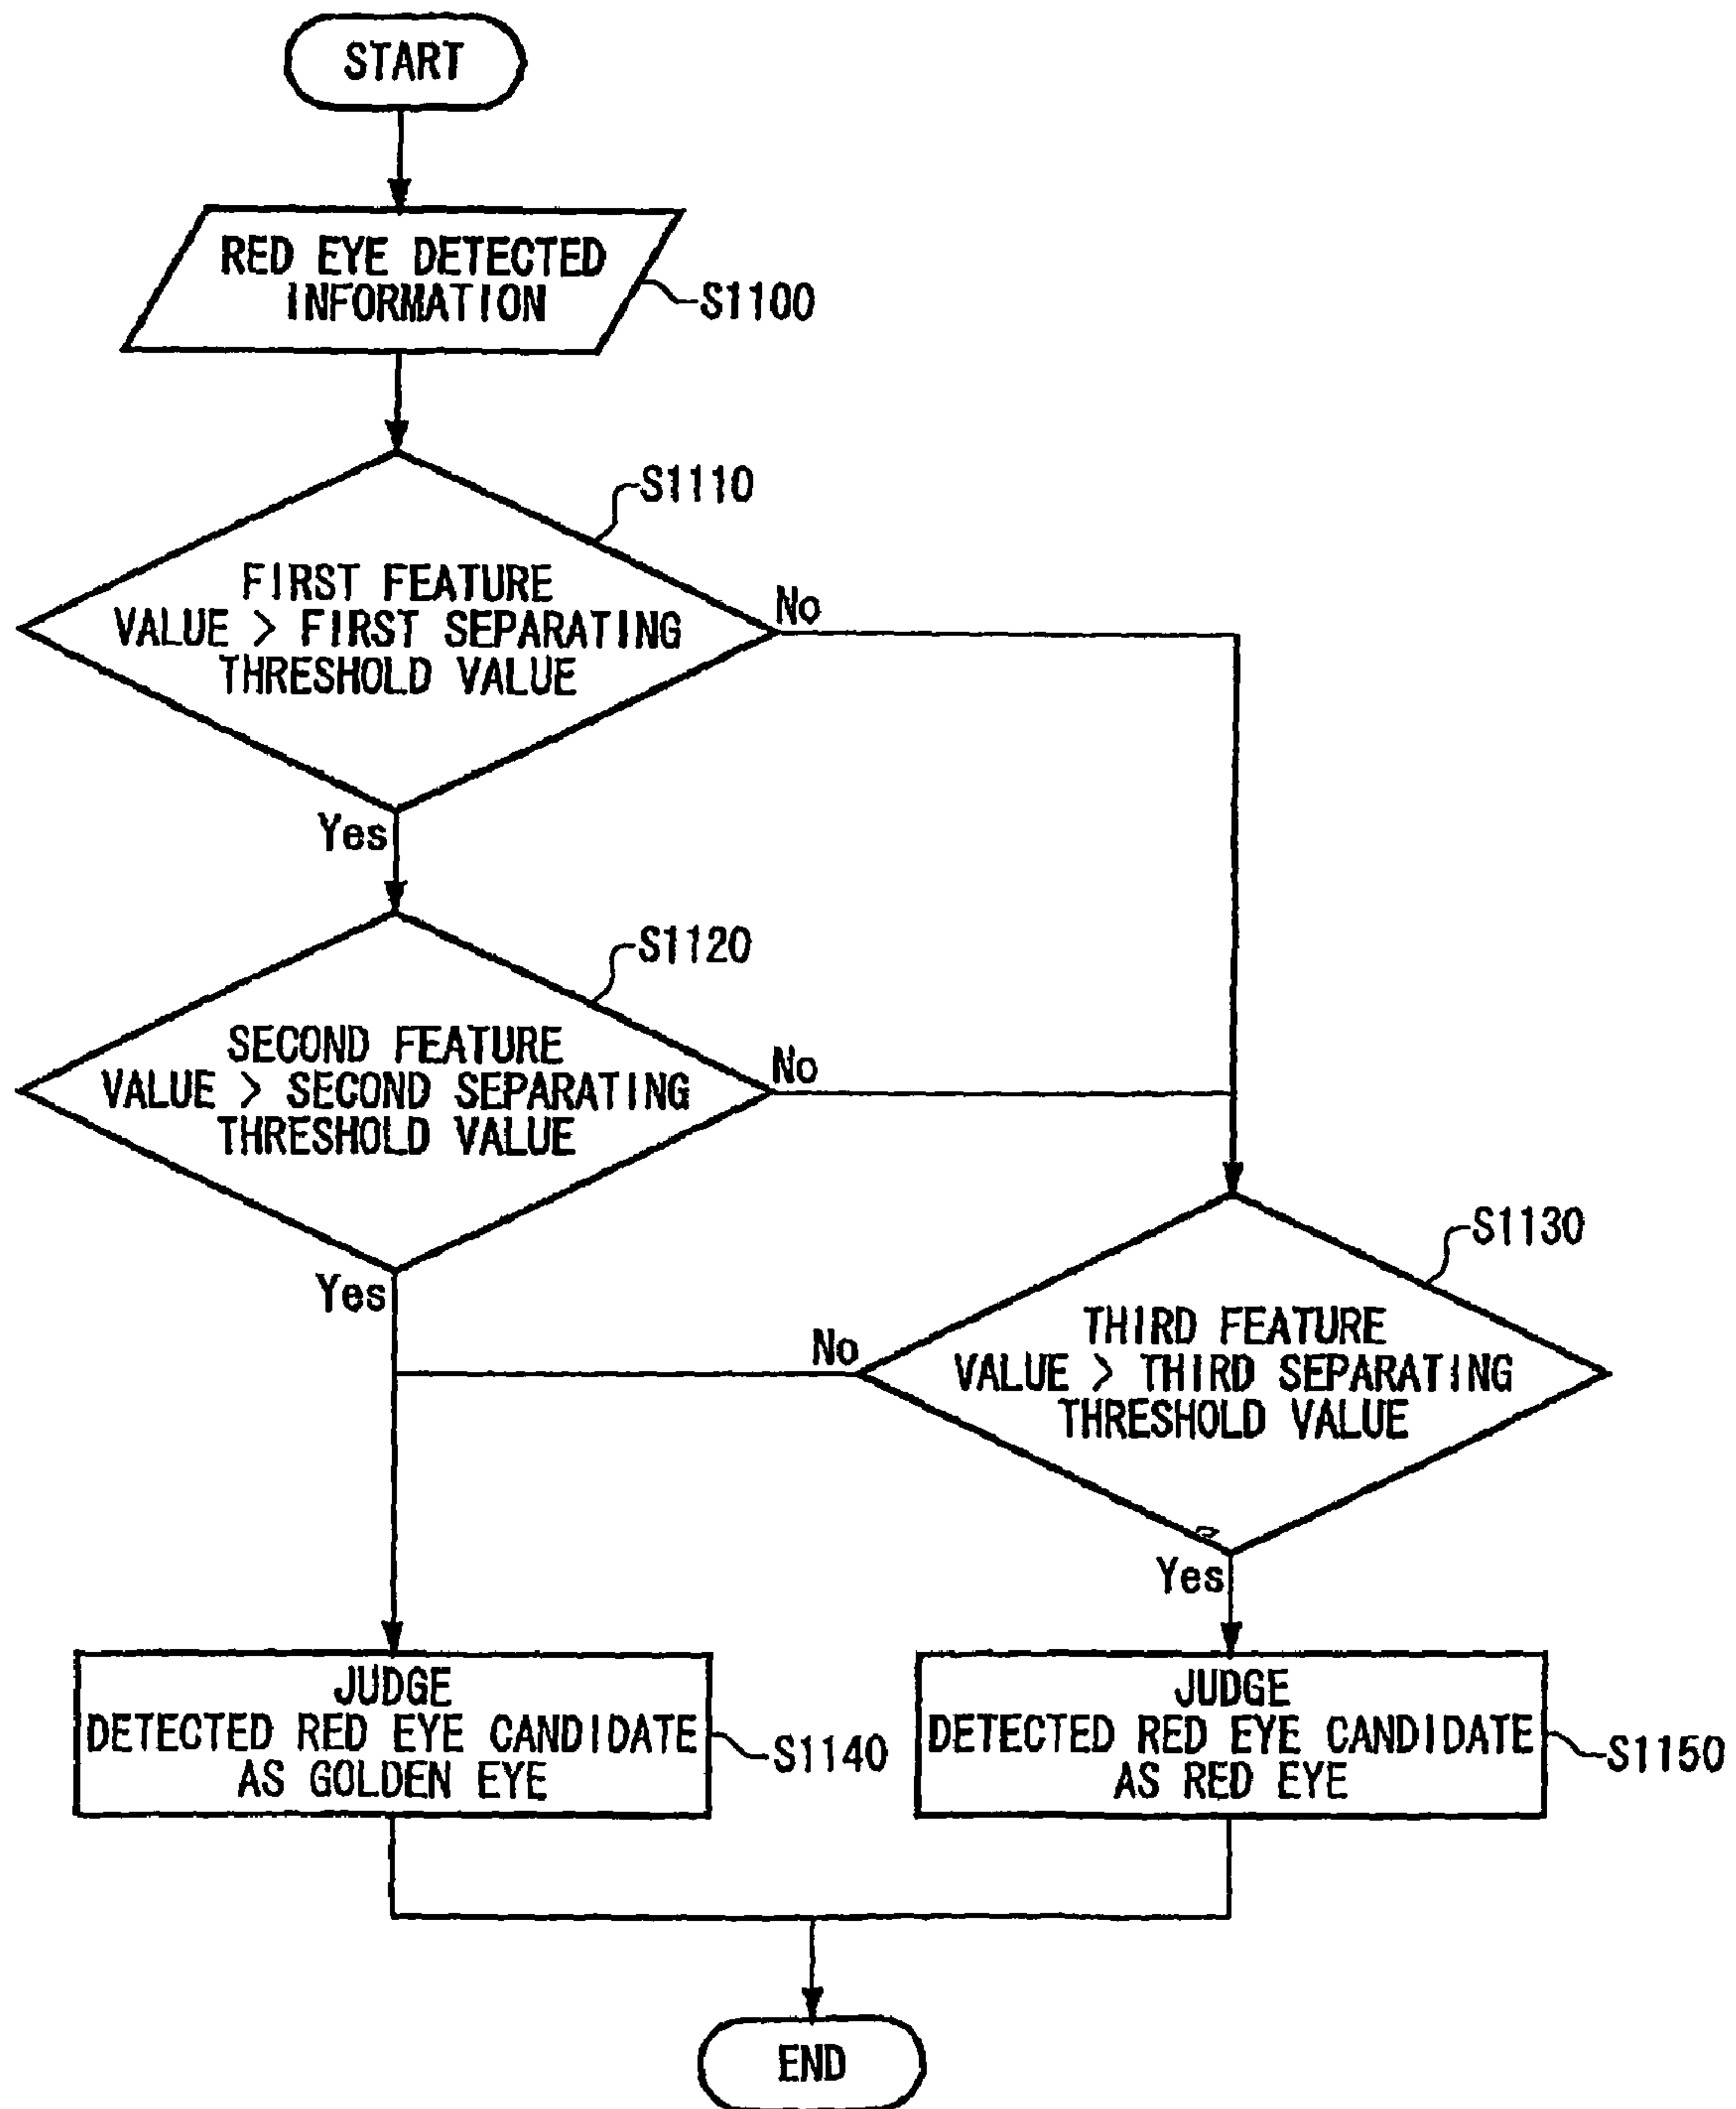 START
RED EYE DETECTED
INFORMATION
S1100
S1110
FIRST FEATURE
VALUE > FIRST SEPARATING
THRESHOLD VALUE
No
Yes
S1120
SECOND FEATURE
VALUE > SECOND SEPARATING
THRESHOLD VALUE
No
Yes
S1130
THIRD FEATURE
VALUE > THIRD SEPARATING
THRESHOLD VALUE
No
Yes
JUDGE
DETECTED RED EYE CANDIDATE
AS GOLDEN EYE
S1140
JUDGE
DETECTED RED EYE CANDIDATE
AS RED EYE
S1150
END